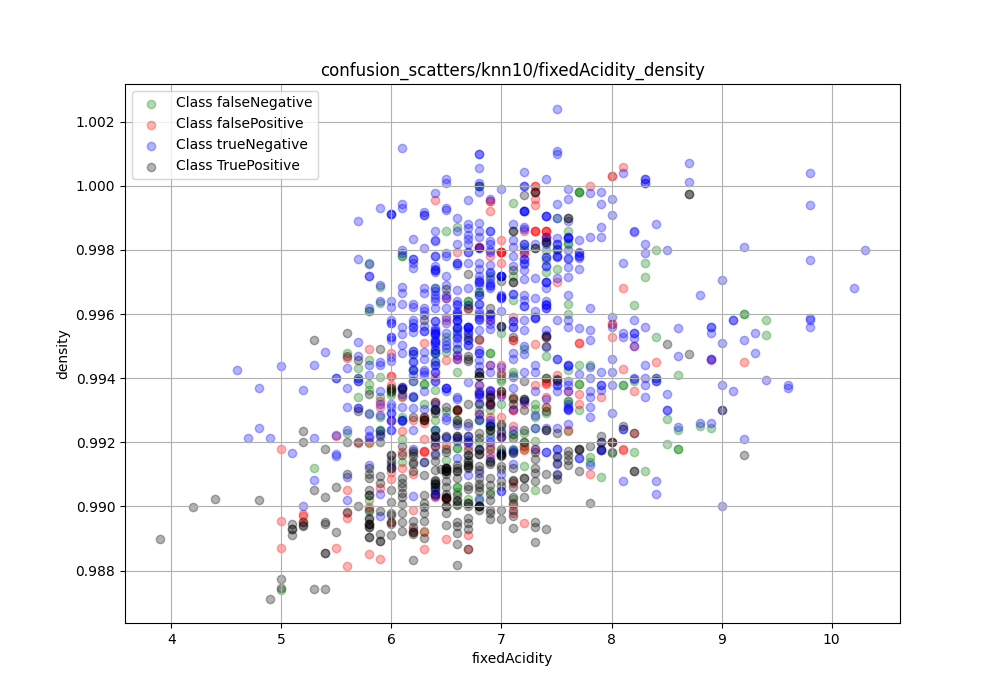 confusion_scatters/knn10/fixedAcidity_density
Class falseNegative
Class falsePositive
Class trueNegative
Class TruePositive
1.002
1.000
0.998
0.996
0.994
0.992
0.990
0.988
density
4 5 6 7 8 9 10
fixedAcidity